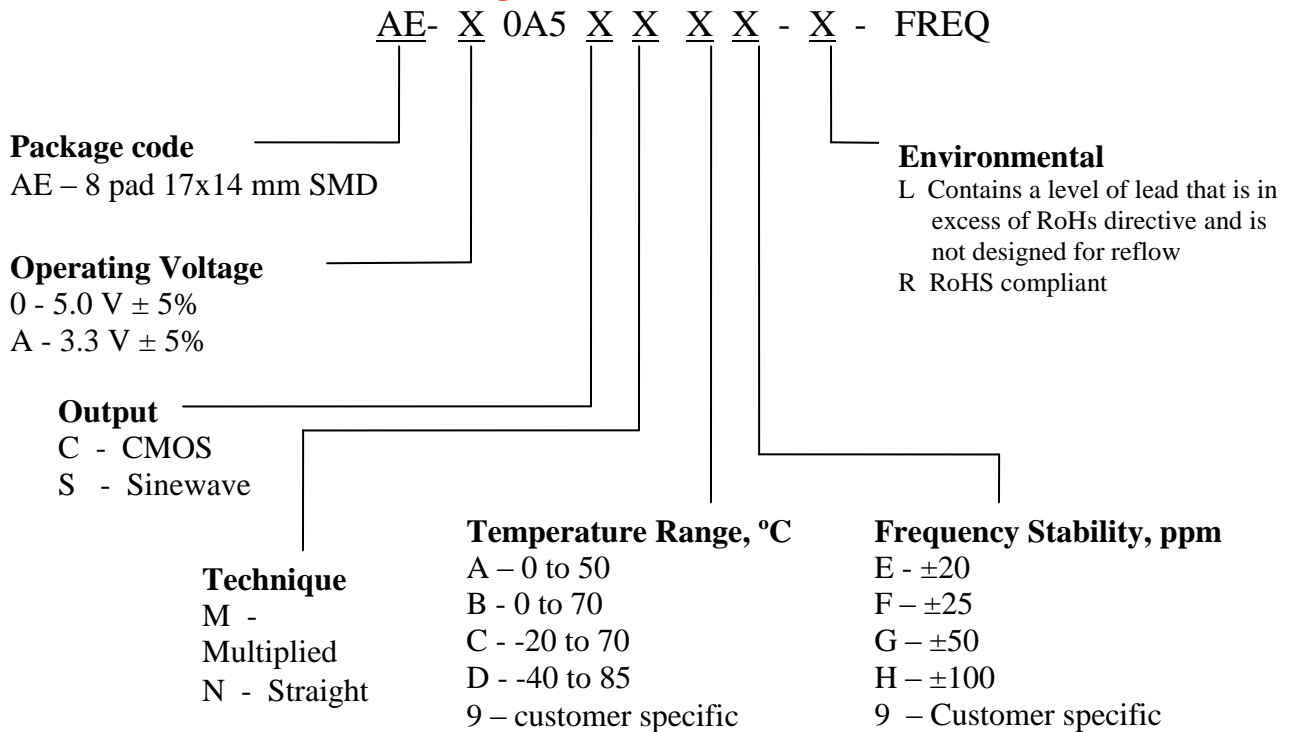 AE- X 0A5 X X X X - X - FREQ
Package code
AE – 8 pad 17x14 mm SMD
Operating Voltage
0 - 5.0 V ± 5%
A - 3.3 V ± 5%
Output
C - CMOS
S - Sinewave
Technique
M -
Multiplied
N - Straight
Temperature Range, ºC
A – 0 to 50
B - 0 to 70
C - -20 to 70
D - -40 to 85
9 – customer specific
Frequency Stability, ppm
E - ±20
F – ±25
G – ±50
H – ±100
9 – Customer specific
Environmental
L Contains a level of lead that is in
excess of RoHs directive and is
not designed for reflow
R RoHS compliant